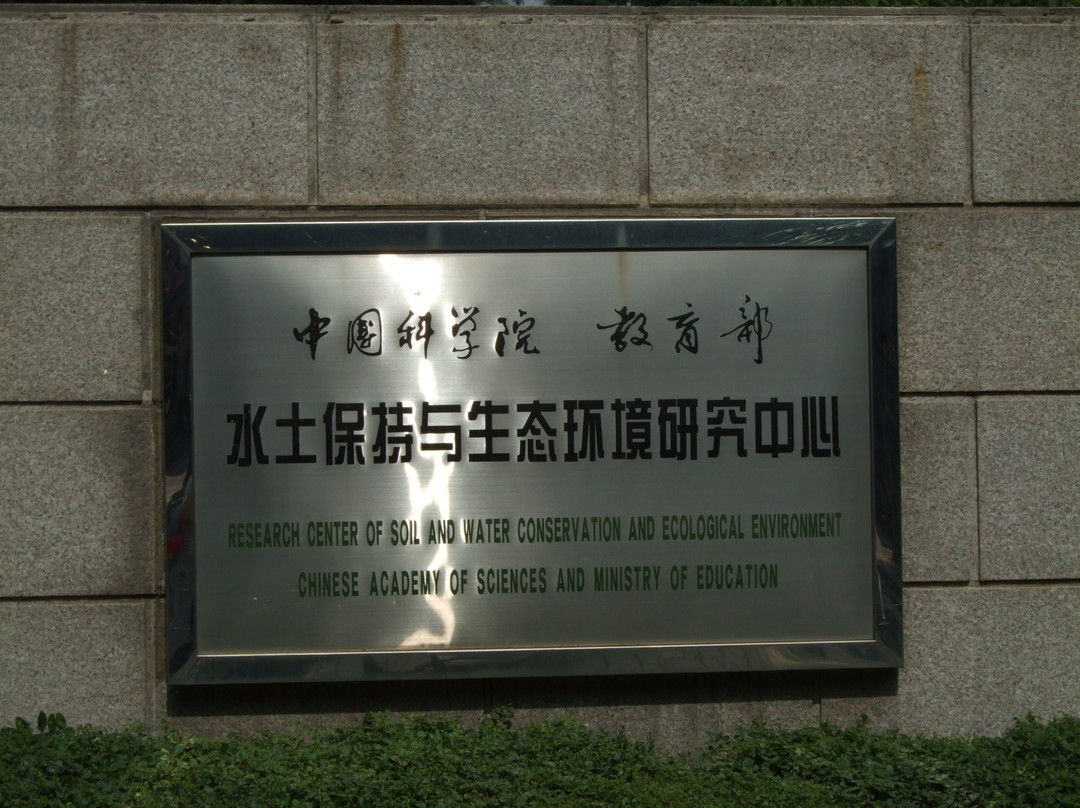 中国科学院 教育部
水土保持与生态环境研究中心
RESEARCH CENTER OF SOIL AND WATER CONSERVATION AND ECOLOGICAL ENVIRONMENT
CHINESE ACADEMY OF SCIENCES AND MINISTRY OF EDUCATION